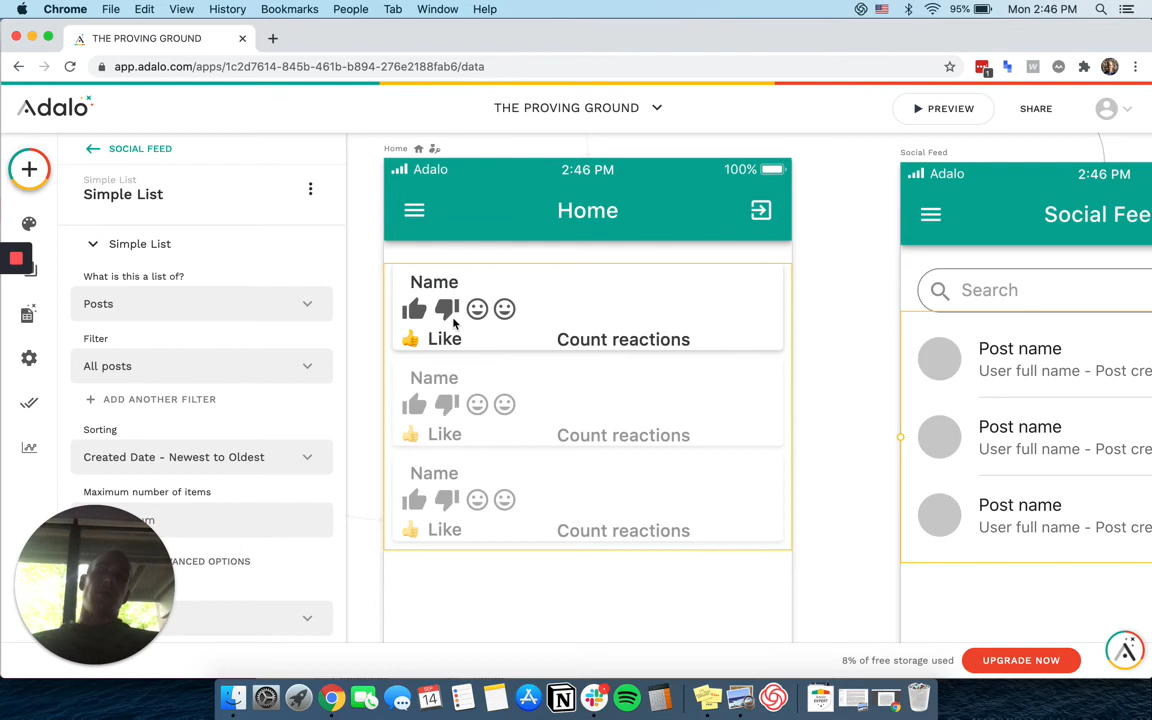 Chrome File Edit View History Bookmarks People Tab Window Help 95% Mon 2:46 PM
THE PROVING GROUND
app.adalo.com/apps/1c2d7614-845b-461b-b894-276e2188fab6/data
1
Adalo THE PROVING GROUND PREVIEW SHARE
SOCIAL FEED
Simple List
Simple List
Simple List
What is this a list of?
Posts
Filter
All posts
ADD ANOTHER FILTER
Sorting
Created Date - Newest to Oldest
Maximum number of items
VANCED OPTIONS
Home
Adalo 2:46 PM 100%
Home
Name
Like Count reactions
Name
Like Count reactions
Name
Like Count reactions
Social Feed
Adalo 2:46 PM
Social Fee
Search
Post name
User full name - Post cre
Post name
User full name - Post cre
Post name
User full name - Post cre
8% of free storage used UPGRADE NOW
SEP
14